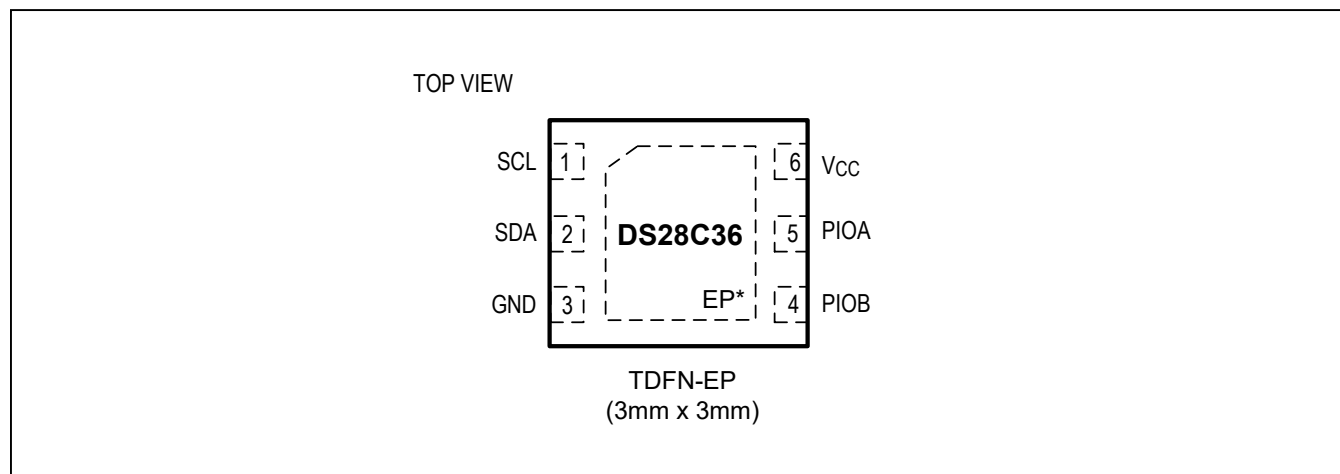 TOP VIEW
SCL 1 6 VCC
SDA 2 DS28C36 5 PIOA
GND 3 EP* 4 PIOB
TDFN-EP
(3mm x 3mm)